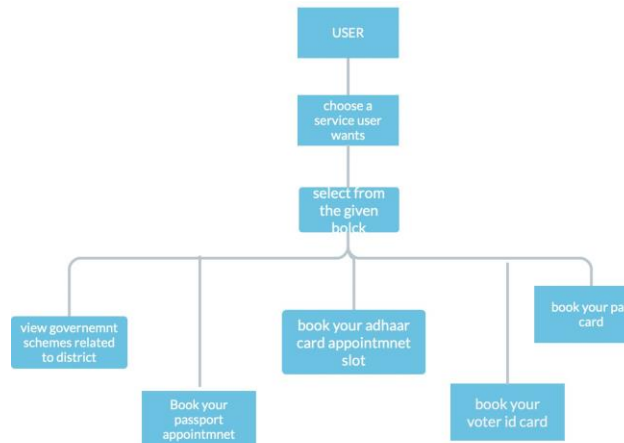 USER
choose a
service user
wants
select from
the given
bolck
view governemnt
schemes related
to district
Book your
passport
appointmnet
book your adhaar
card appointmnet
slot
book your
voter id card
book your pa
card